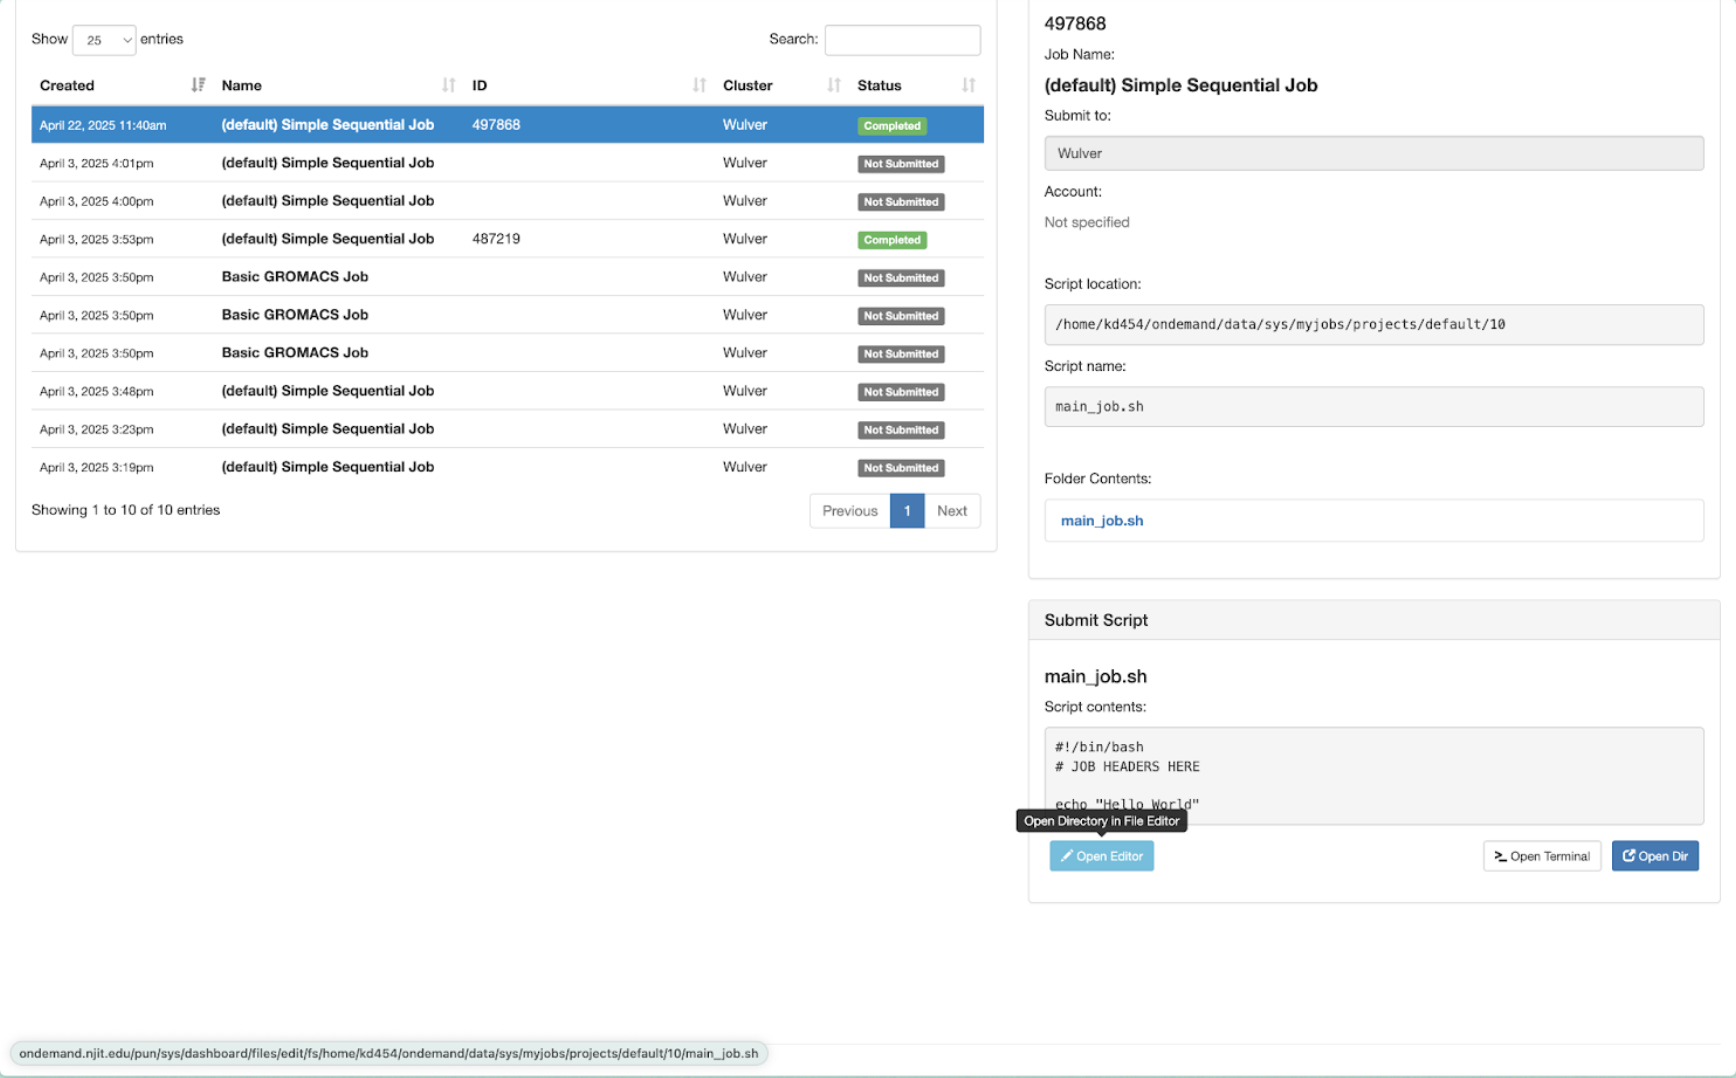 Show 25 entries
Search:
Created Name ID Cluster Status
April 22, 2025 11:40am (default) Simple Sequential Job 497868 Wulver Completed
April 3, 2025 4:01pm (default) Simple Sequential Job Wulver Not Submitted
April 3, 2025 4:00pm (default) Simple Sequential Job Wulver Not Submitted
April 3, 2025 3:53pm (default) Simple Sequential Job 487219 Wulver Completed
April 3, 2025 3:50pm Basic GROMACS Job Wulver Not Submitted
April 3, 2025 3:50pm Basic GROMACS Job Wulver Not Submitted
April 3, 2025 3:50pm Basic GROMACS Job Wulver Not Submitted
April 3, 2025 3:48pm (default) Simple Sequential Job Wulver Not Submitted
April 3, 2025 3:23pm (default) Simple Sequential Job Wulver Not Submitted
April 3, 2025 3:19pm (default) Simple Sequential Job Wulver Not Submitted
Showing 1 to 10 of 10 entries
Previous 1 Next
497868
Job Name:
(default) Simple Sequential Job
Submit to:
Wulver
Account:
Not specified
Script location:
/home/kd454/ondemand/data/sys/myjobs/projects/default/10
Script name:
main_job.sh
Folder Contents:
main_job.sh
Submit Script
main_job.sh
Script contents:
#!/bin/bash
# JOB HEADERS HERE
echo "Hello World"
Open Directory in File Editor
Open Editor
>_ Open Terminal
Open Dir
ondemand.njit.edu/pun/sys/dashboard/files/edit/fs/home/kd454/ondemand/data/sys/myjobs/projects/default/10/main_job.sh